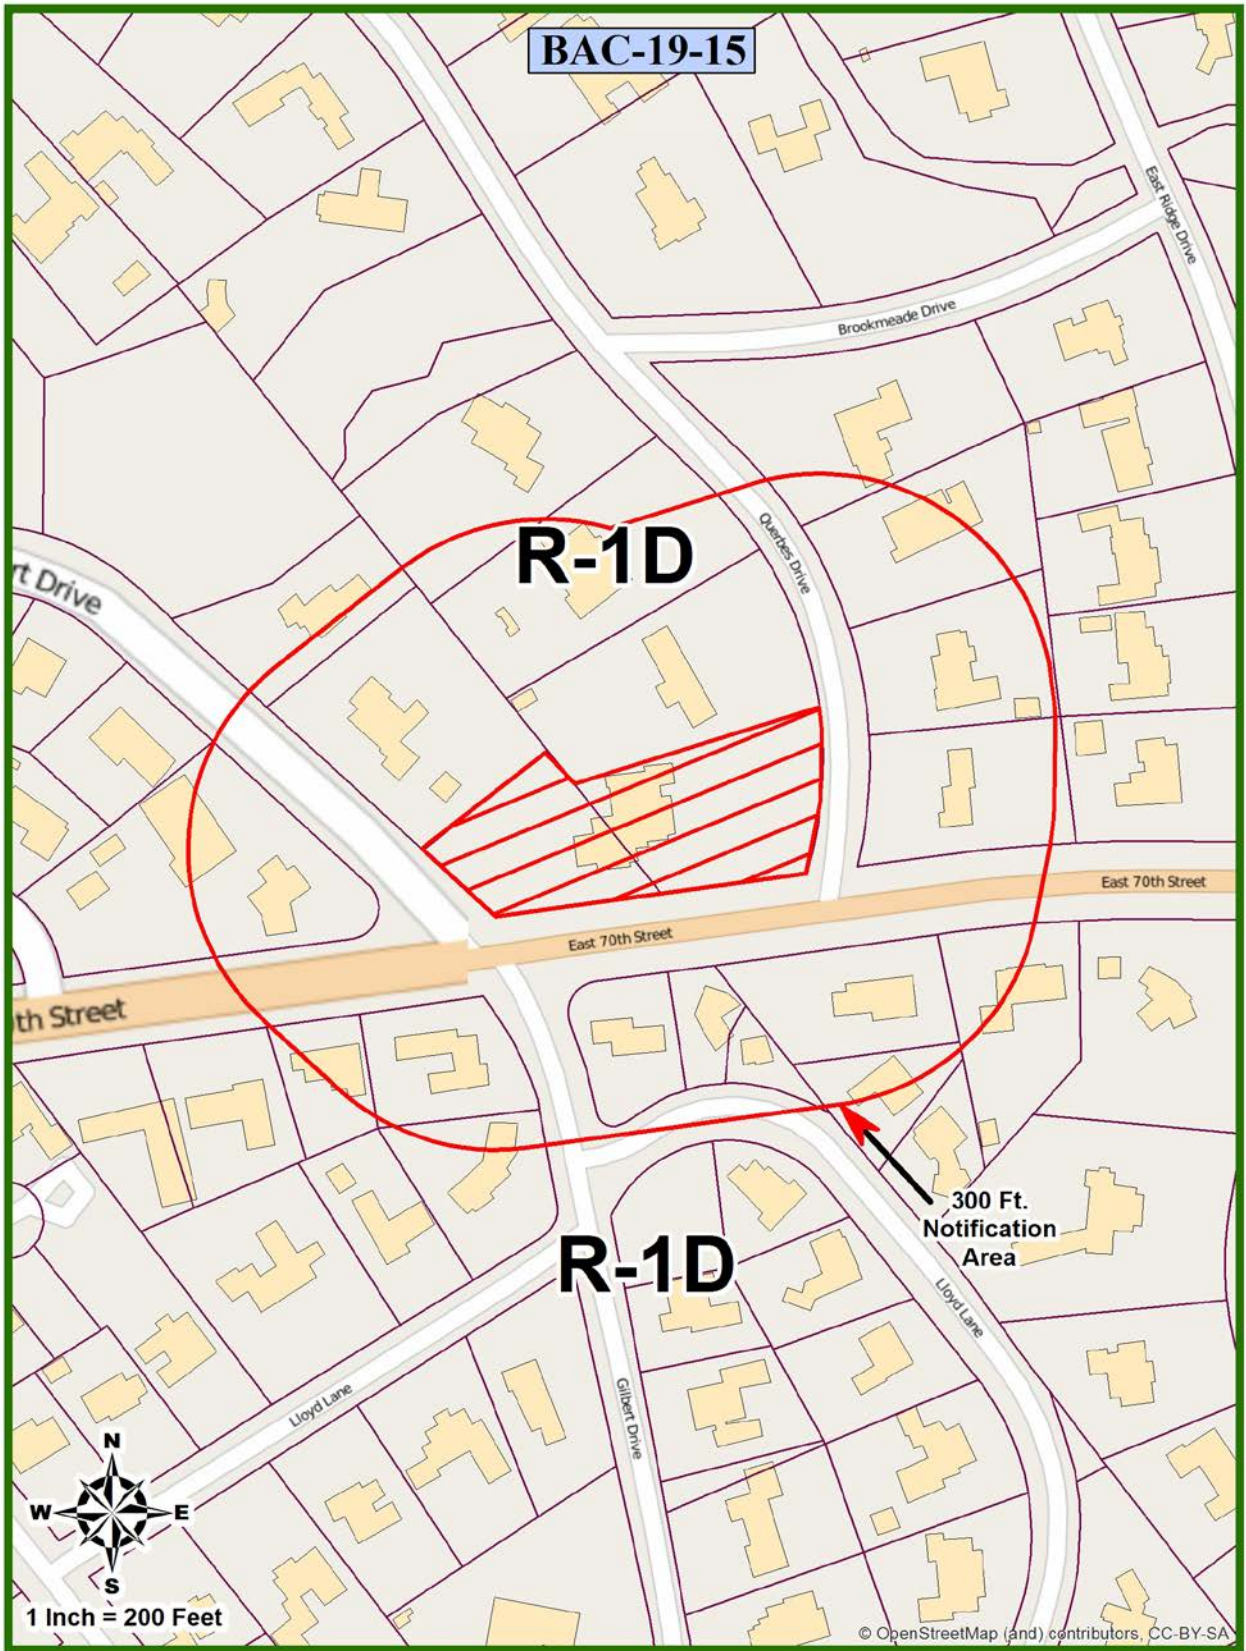 BAC-19-15
East Ridge Drive
Brookmeade Drive
R-1D
Querbes Drive
rt Drive
East 70th Street
East 70th Street
th Street
300 Ft.
Notification
Area
R-1D
Lloyd Lane
Gilbert Drive
Lloyd Lane
N
W E
S
1 Inch = 200 Feet
© OpenStreetMap (and) contributors, CC-BY-SA